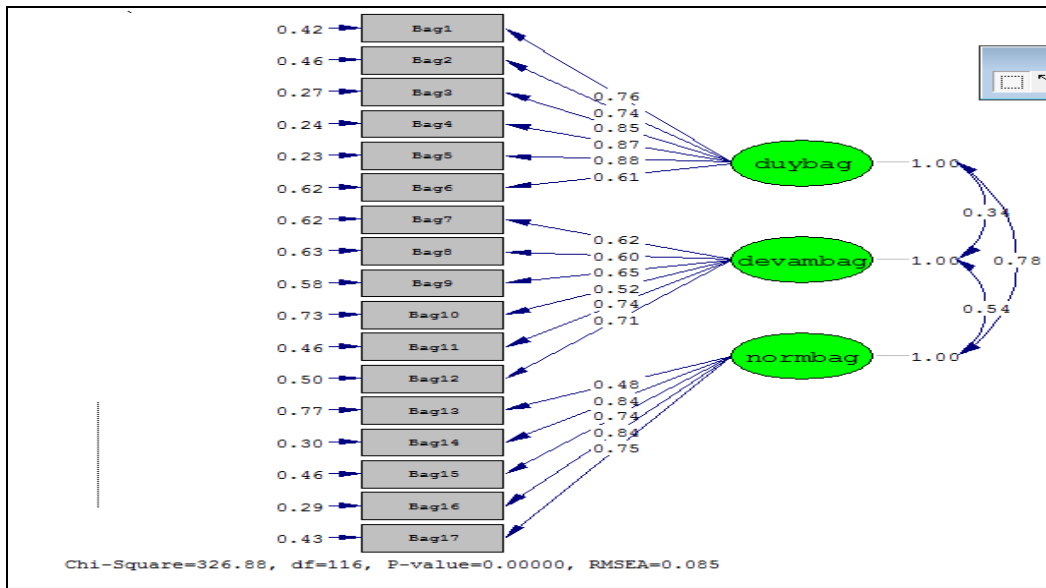 0.42 Bag1
0.46 Bag2
0.27 Bag3
0.24 Bag4
0.23 Bag5
0.62 Bag6
0.62 Bag7
0.63 Bag8
0.58 Bag9
0.73 Bag10
0.46 Bag11
0.50 Bag12
0.77 Bag13
0.30 Bag14
0.46 Bag15
0.29 Bag16
0.43 Bag17
0.76
0.74
0.85
0.87
0.88
0.61
0.62
0.60
0.65
0.52
0.74
0.71
0.48
0.84
0.74
0.84
0.75
duybag 1.00
devambag 1.00
normbag 1.00
0.34
0.78
0.54
Chi-Square=326.88, df=116, P-value=0.00000, RMSEA=0.085